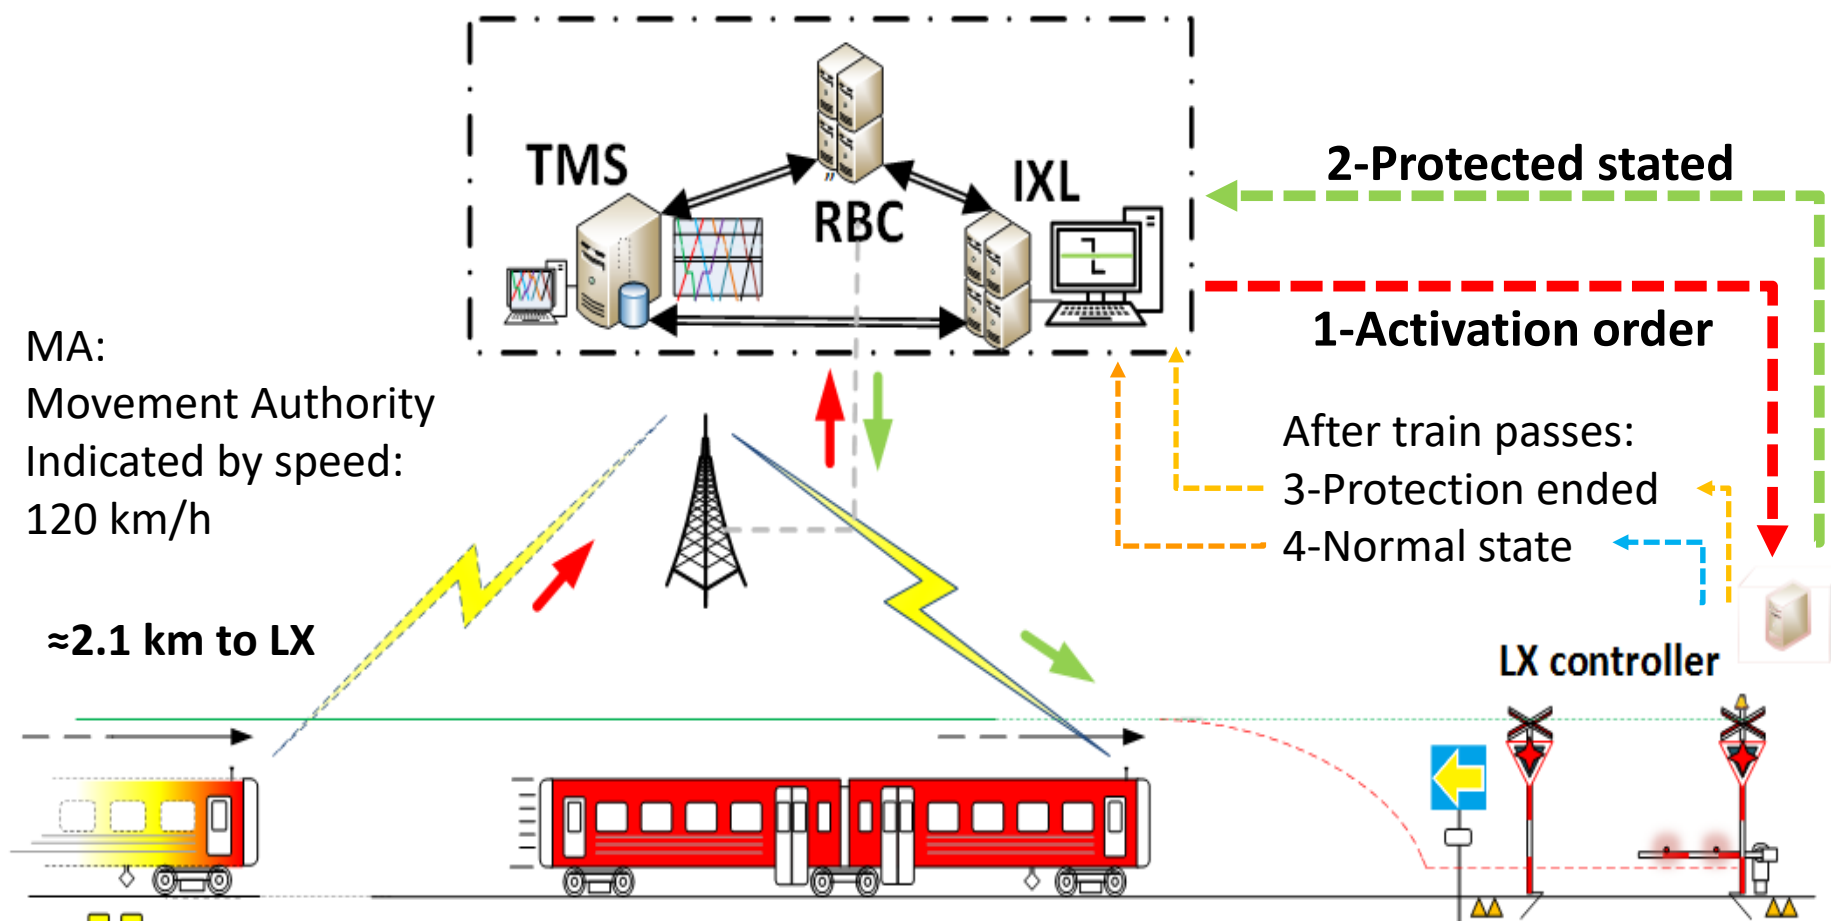 TMS
RBC
IXL
2-Protected stated
1-Activation order
MA:
Movement Authority
Indicated by speed:
120 km/h
After train passes:
3-Protection ended
4-Normal state
≈2.1 km to LX
LX controller